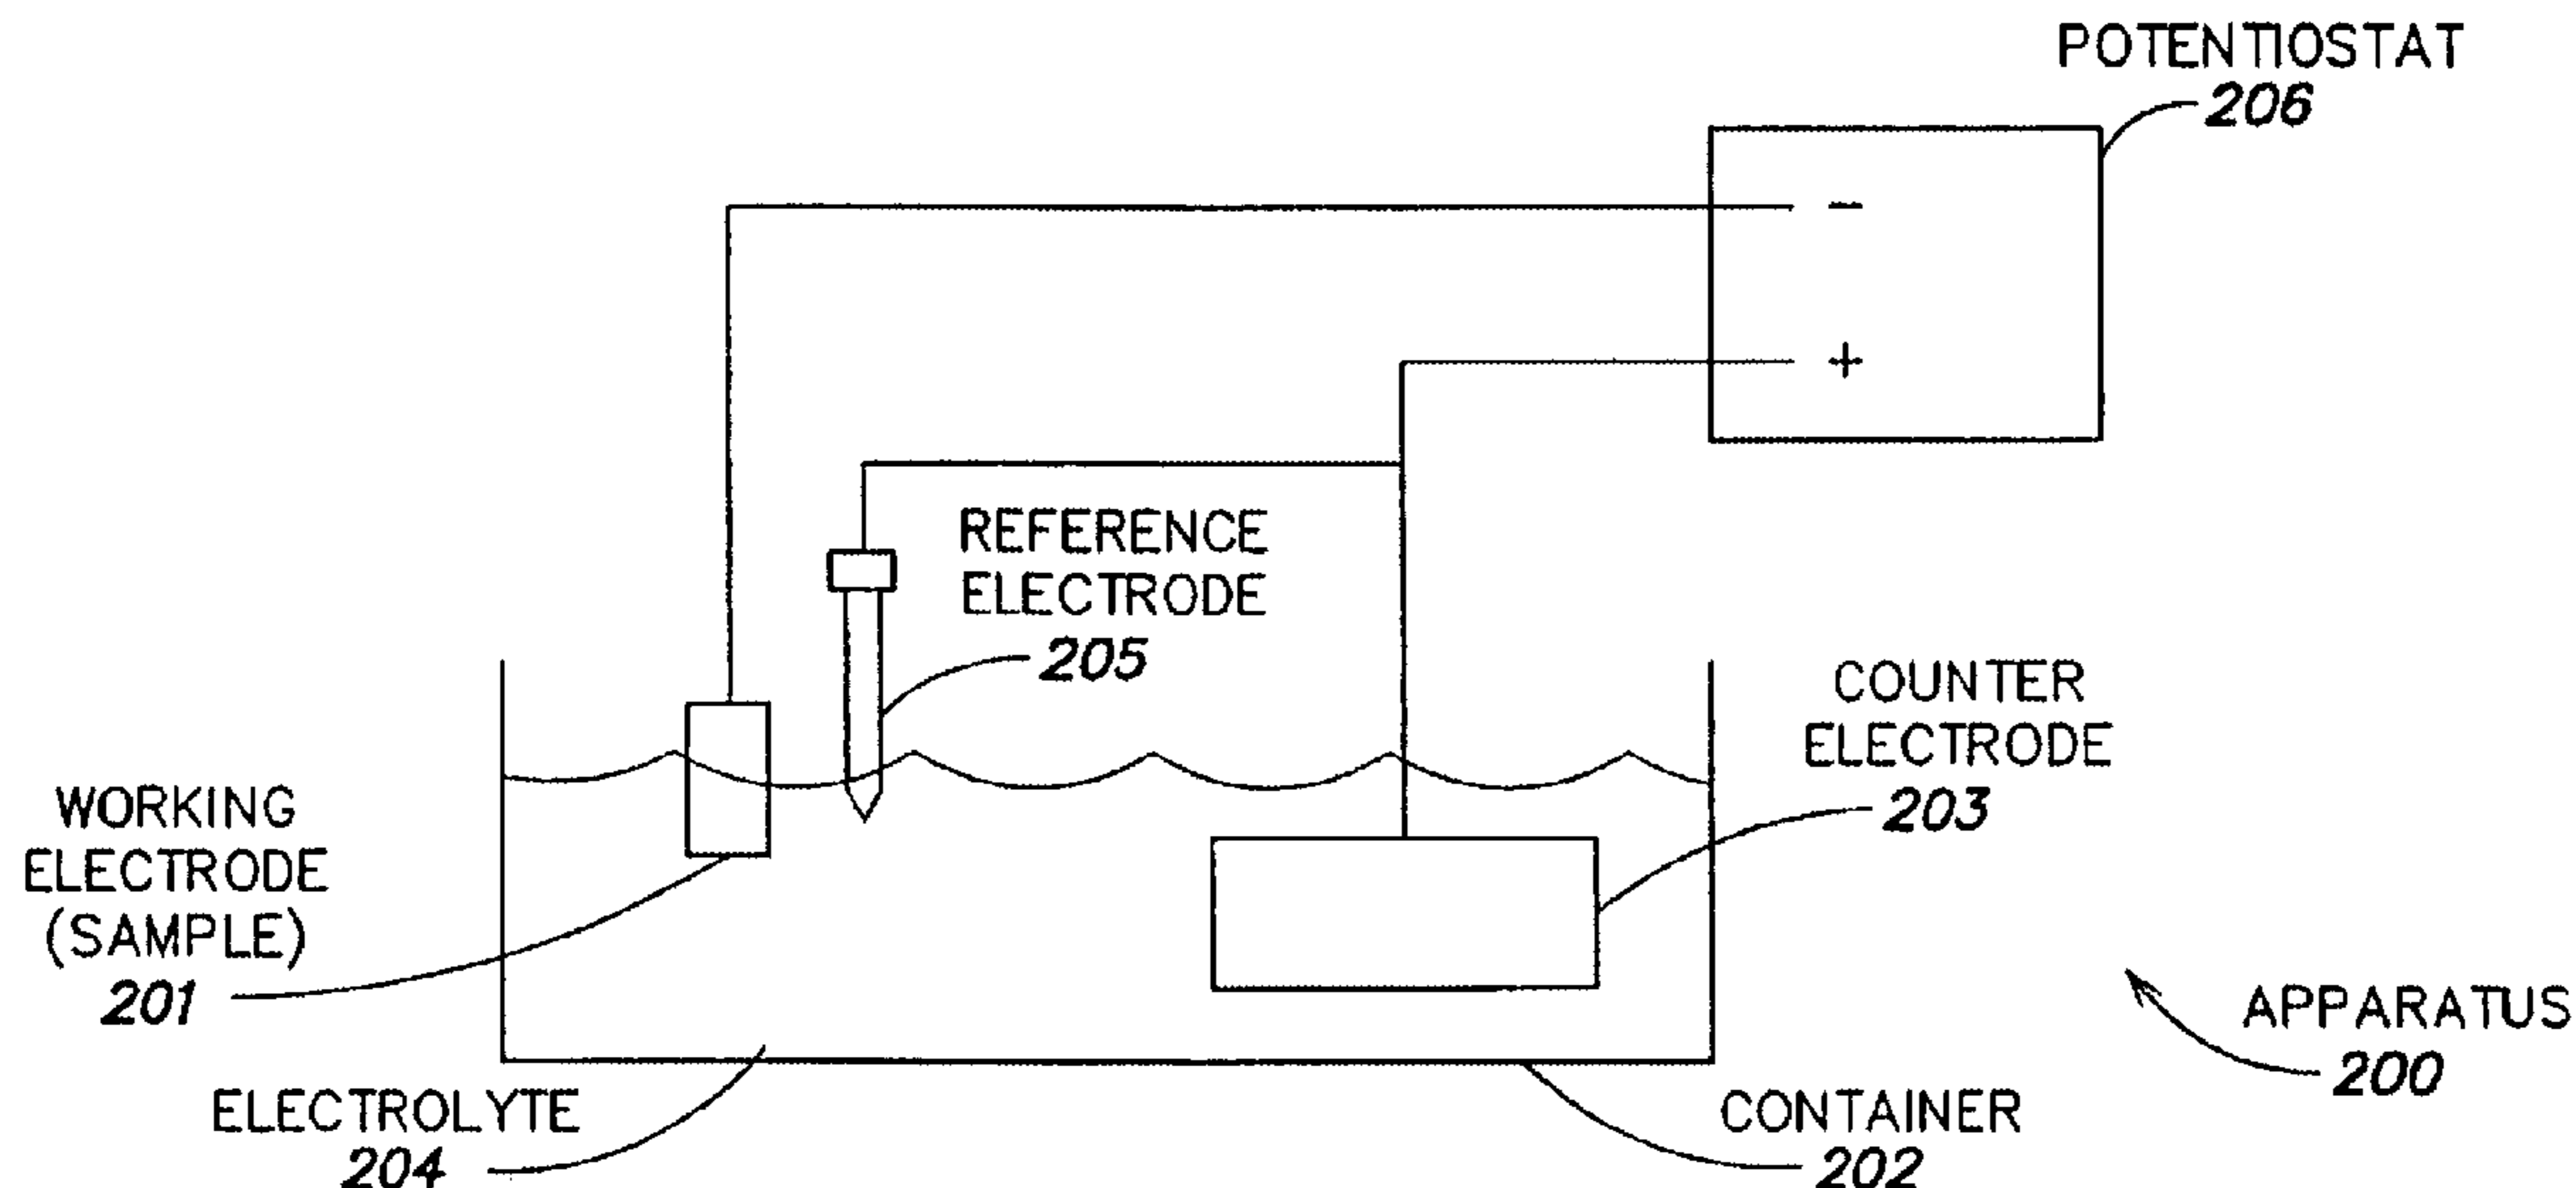 POTENTIOSTAT
206
−
+
REFERENCE
ELECTRODE
205
COUNTER
ELECTRODE
203
WORKING
ELECTRODE
(SAMPLE)
201
APPARATUS
200
ELECTROLYTE
204
CONTAINER
202